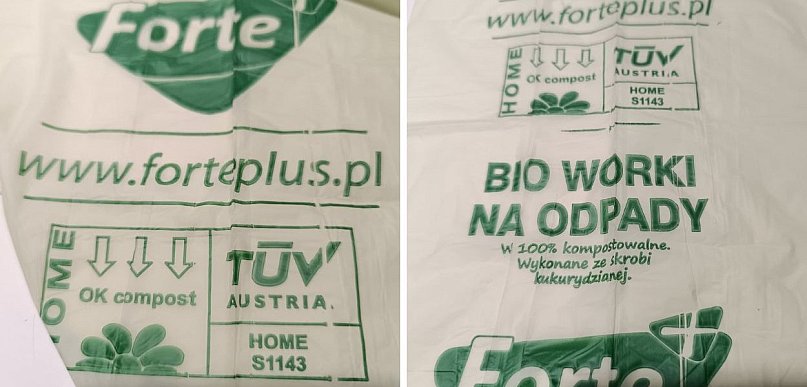 Forte
www.forteplus.pl
HOME
OK compost
TÜV
AUSTRIA
HOME
S1143
www.forteplus.pl
HOME
OK compost
TÜV
AUSTRIA
HOME
S1143
BIO WORKI
NA ODPADY
W 100% kompostowalne.
Wykonane ze skrobi
kukurydzianej.
Forte